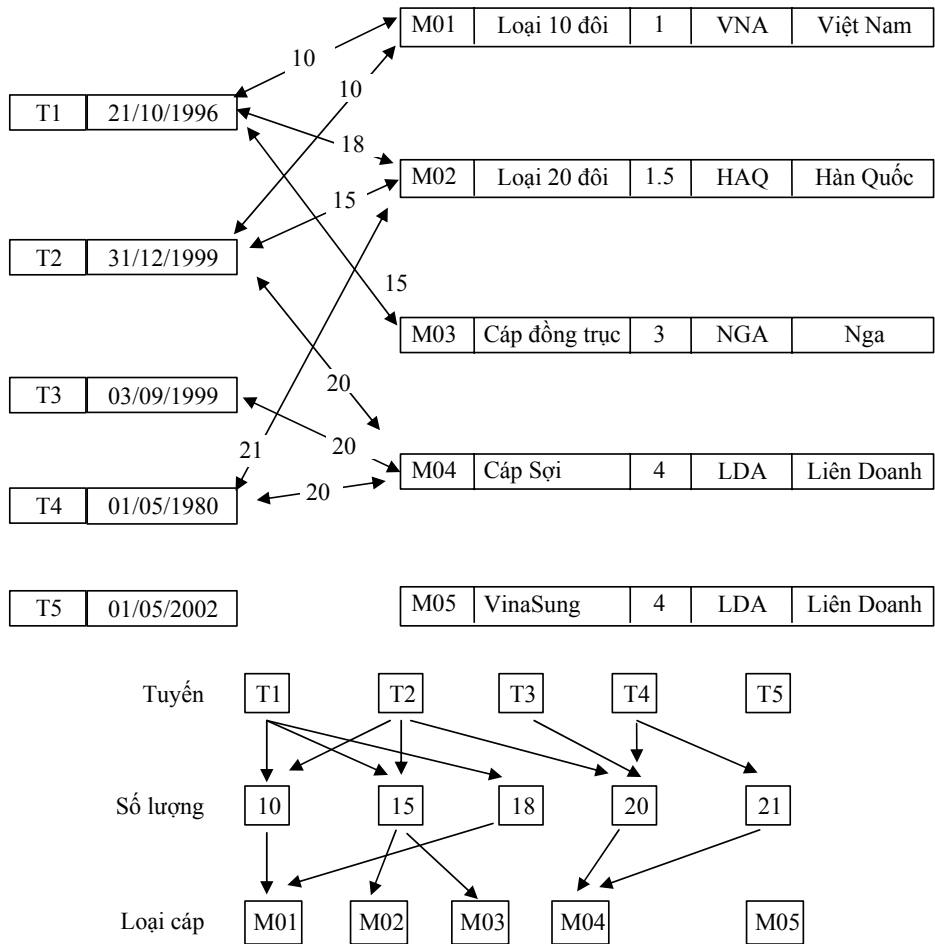 M01 Loại 10 đôi 1 VNA Việt Nam
10
10
T1 21/10/1996
18
M02 Loại 20 đôi 1.5 HAQ Hàn Quốc
15
T2 31/12/1999
15
M03 Cáp đồng trục 3 NGA Nga
20
T3 03/09/1999
21
20
M04 Cáp Sợi 4 LDA Liên Doanh
20
T4 01/05/1980
T5 01/05/2002
M05 VinaSung 4 LDA Liên Doanh
Tuyến T1 T2 T3 T4 T5
Số lượng 10 15 18 20 21
Loại cáp M01 M02 M03 M04 M05